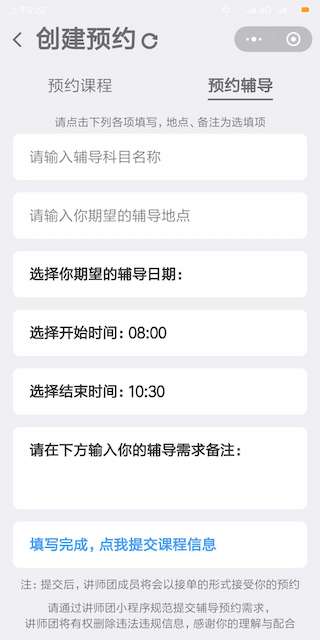 创建预约
预约课程 预约辅导
请点击下列各项填写，地点、备注为选填项
请输入辅导科目名称
请输入你期望的辅导地点
选择你期望的辅导日期：
选择开始时间：08:00
选择结束时间：10:30
请在下方输入你的辅导需求备注：
填写完成，点我提交课程信息
注：提交后，讲师团成员将会以接单的形式接受你的预约
请通过讲师团小程序规范提交辅导预约需求，
讲师团将有权删除违法违规信息，感谢你的理解与配合